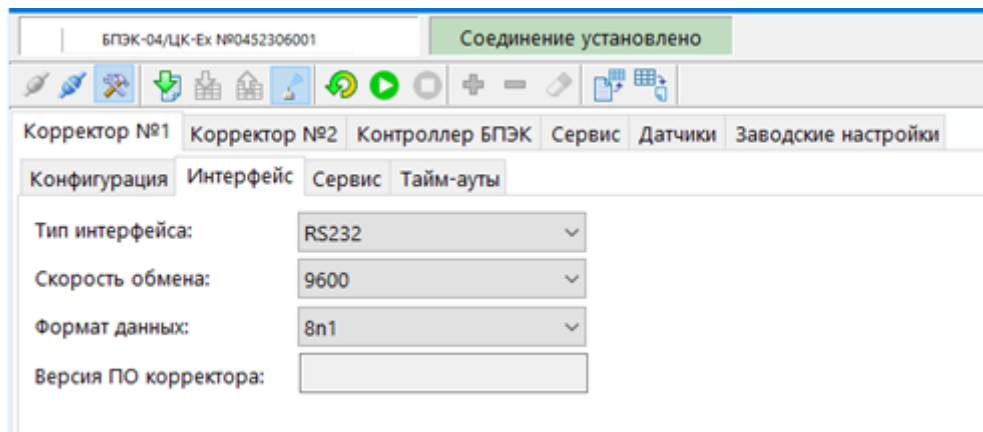 БПЭК-04/ЦК-Ех №0452306001 Соединение установлено
Корректор №1 Корректор №2 Контроллер БПЭК Сервис Датчики Заводские настройки
Конфигурация Интерфейс Сервис Тайм-ауты
Тип интерфейса: RS232
Скорость обмена: 9600
Формат данных: 8n1
Версия ПО корректора: